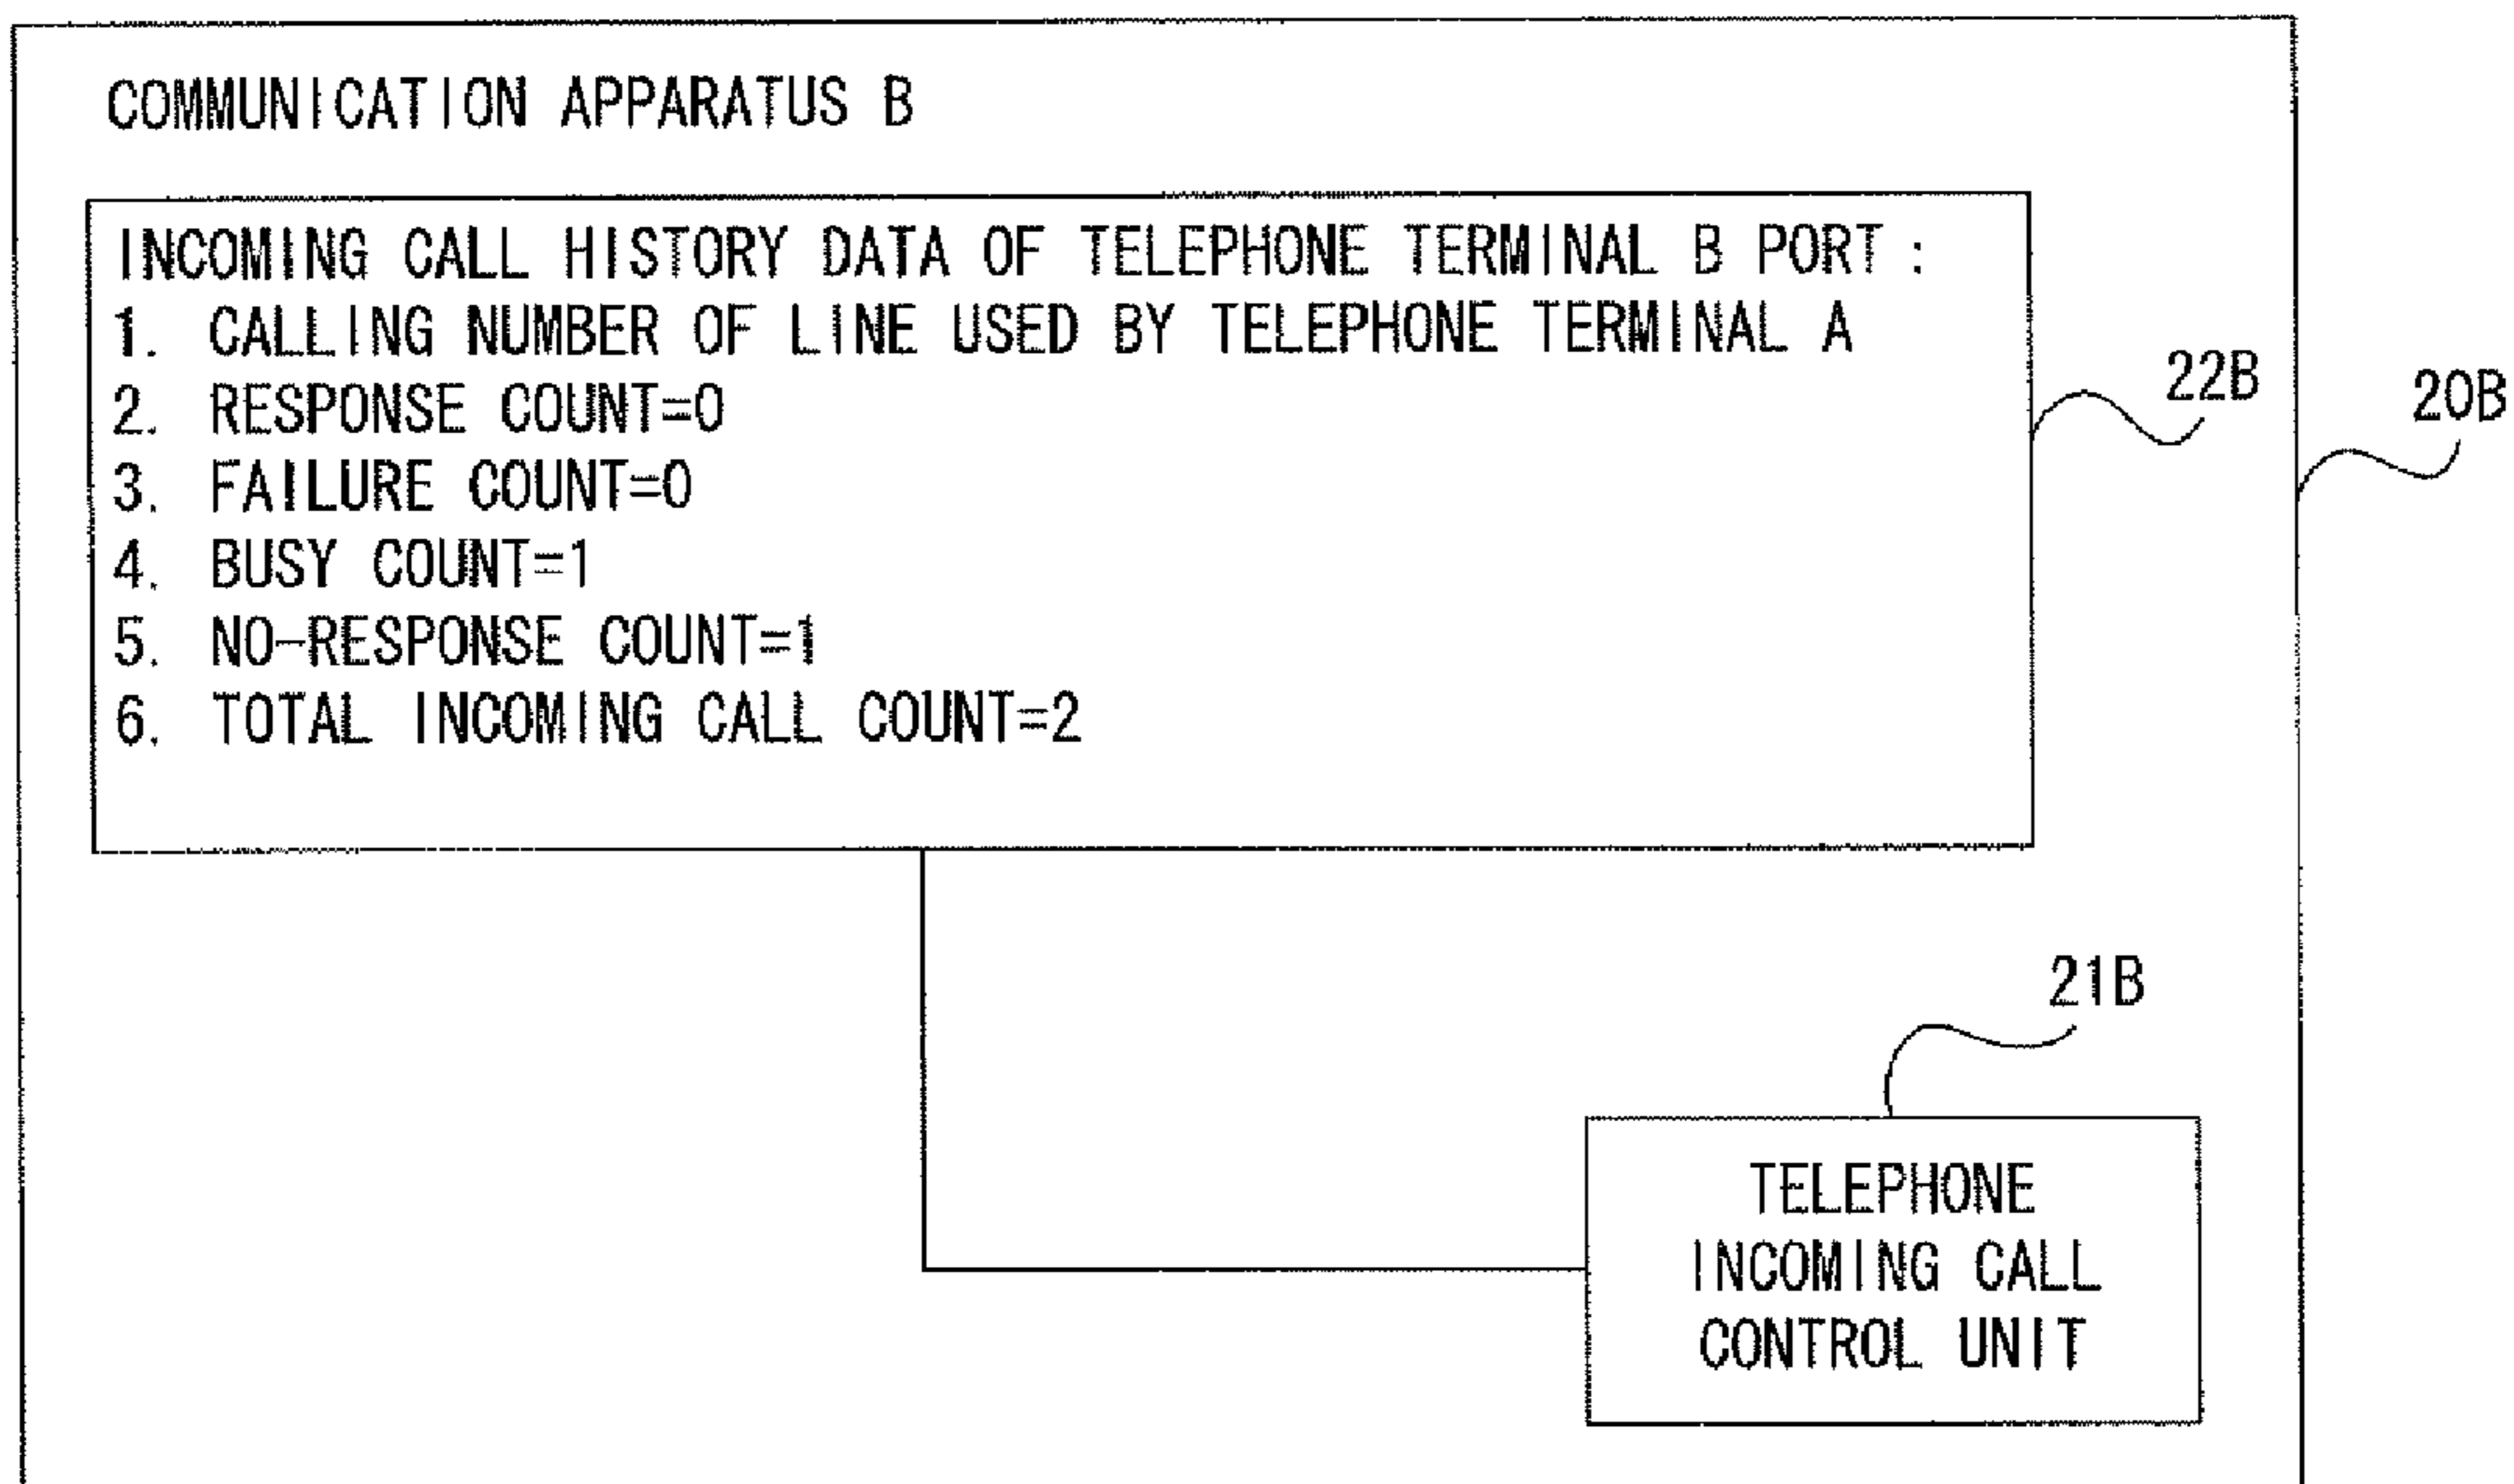 COMMUNICATION APPARATUS B
INCOMING CALL HISTORY DATA OF TELEPHONE TERMINAL B PORT :
1. CALLING NUMBER OF LINE USED BY TELEPHONE TERMINAL A
2. RESPONSE COUNT=0
3. FAILURE COUNT=0
4. BUSY COUNT=1
5. NO-RESPONSE COUNT=1
6. TOTAL INCOMING CALL COUNT=2
22B
20B
21B
TELEPHONE
INCOMING CALL
CONTROL UNIT